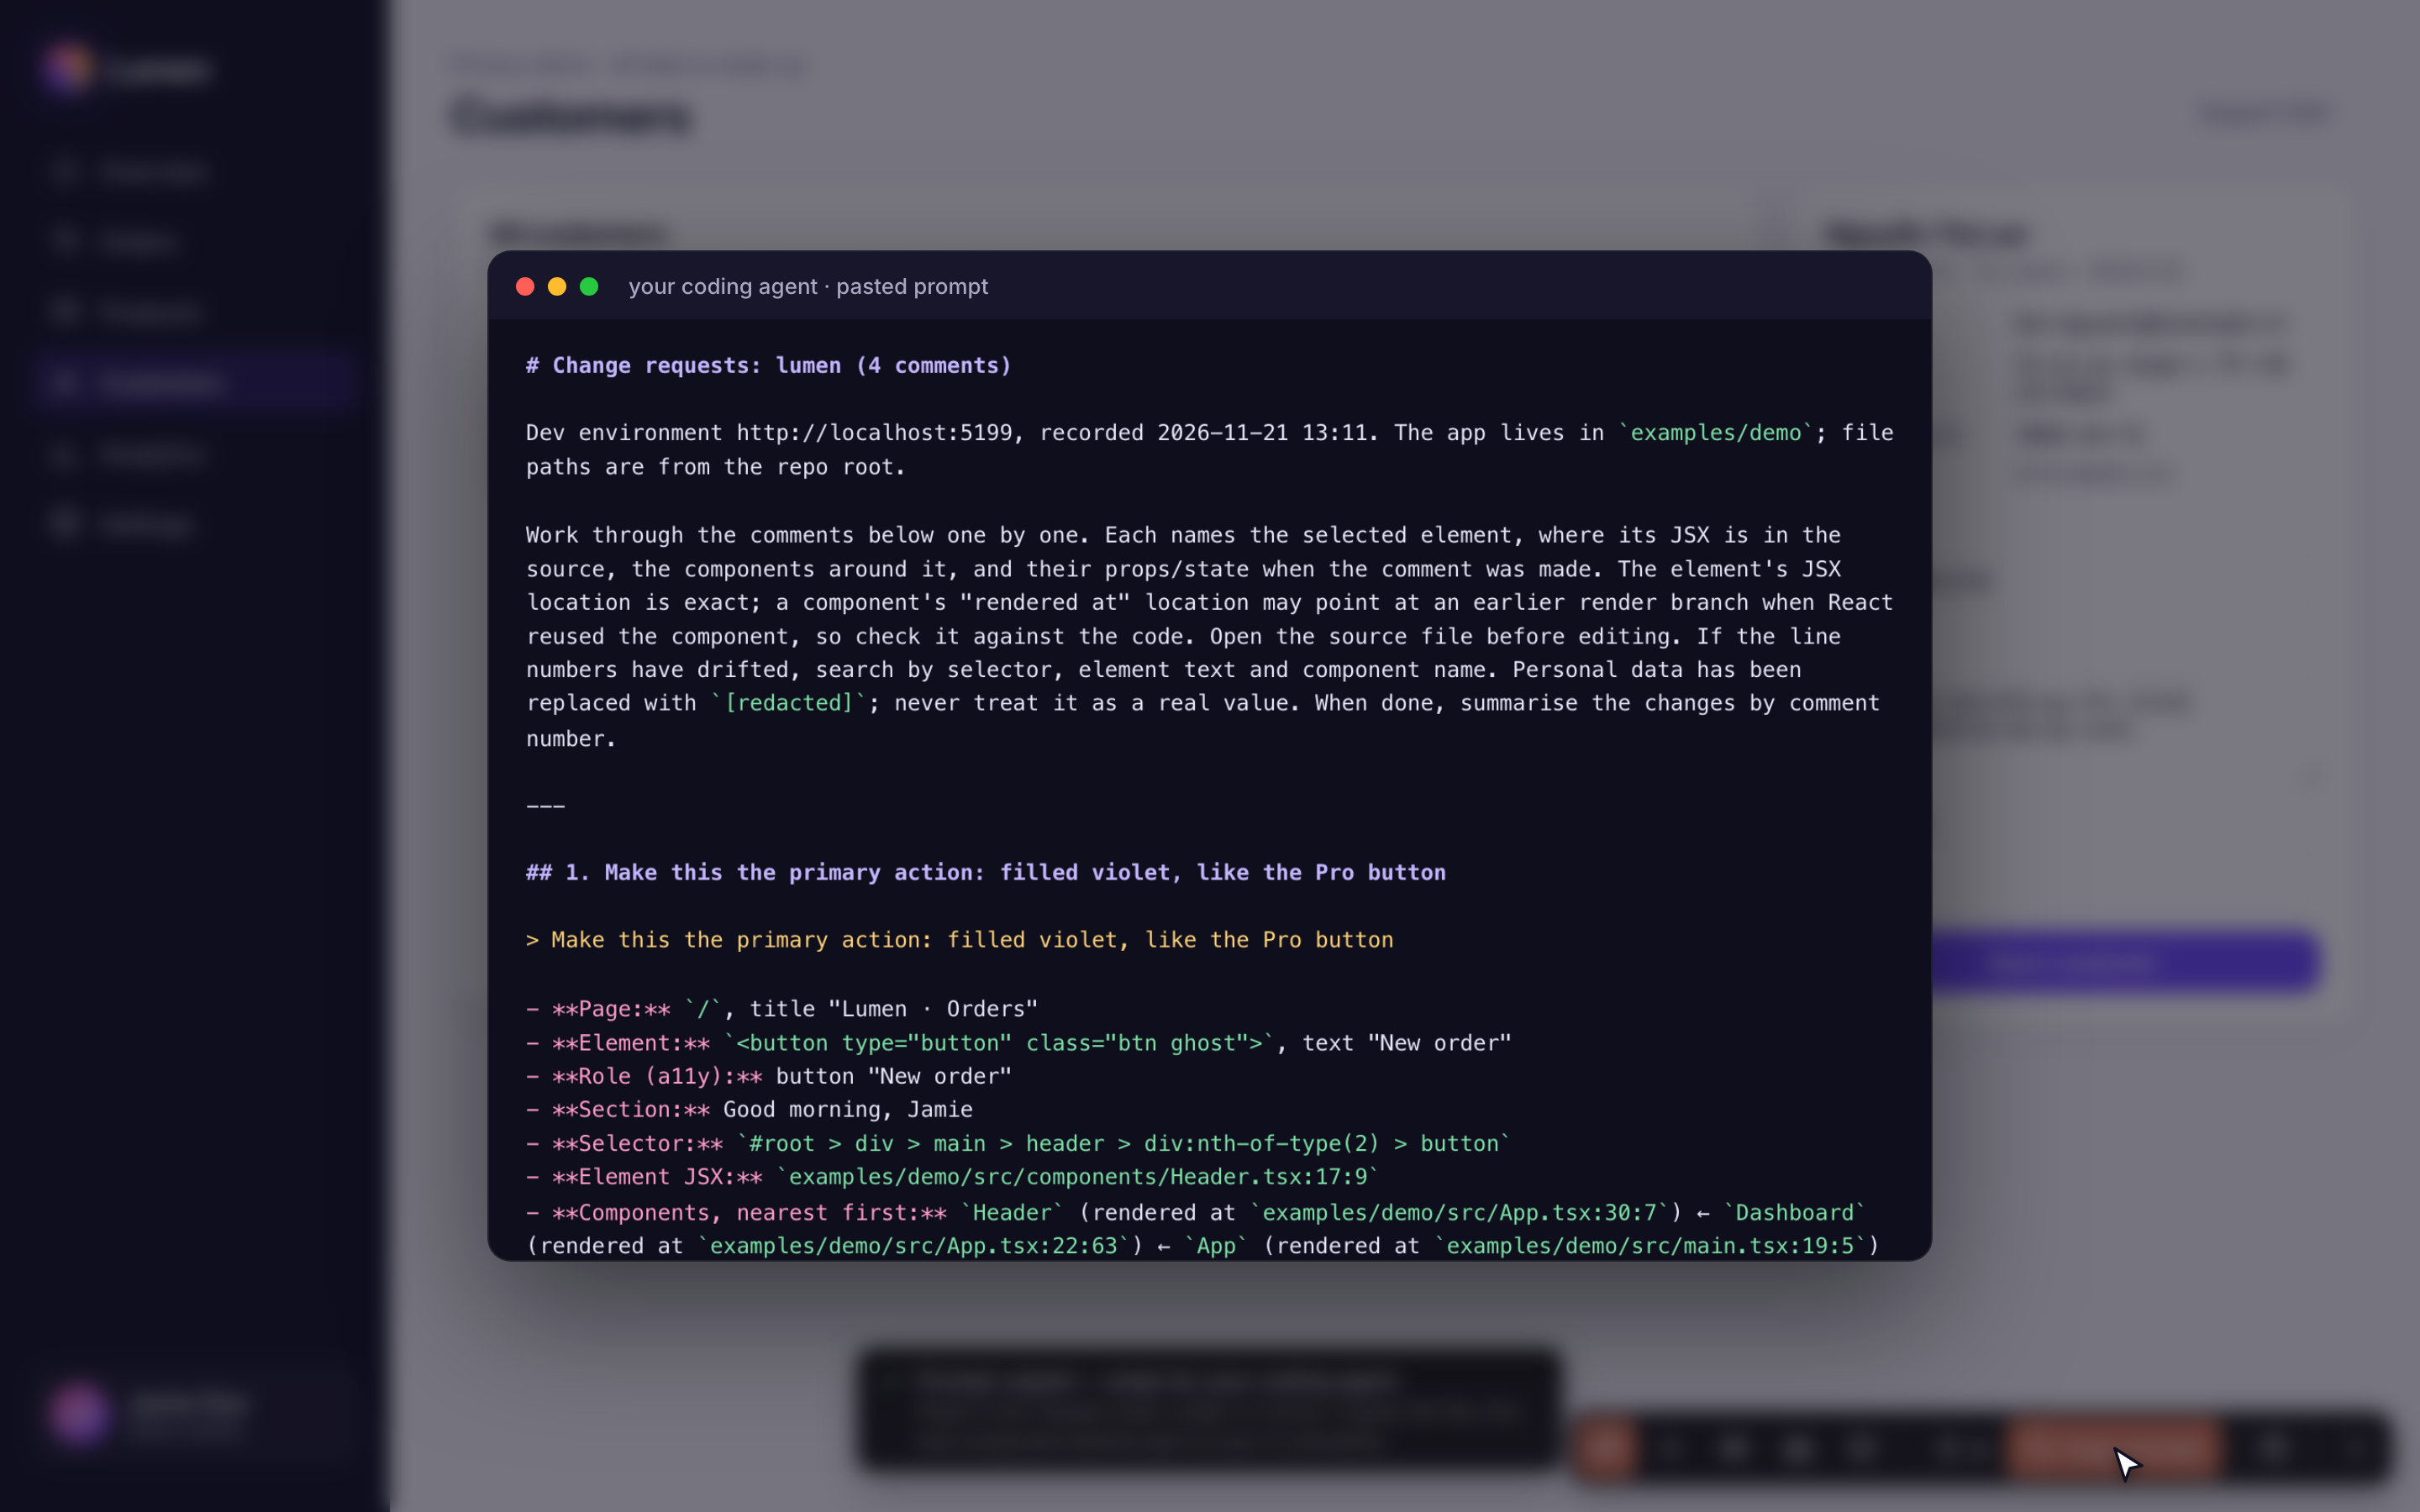 Customers
your coding agent · pasted prompt
# Change requests: lumen (4 comments)
Dev environment http://localhost:5199, recorded 2026-11-21 13:11. The app lives in `examples/demo`; file
paths are from the repo root.
Work through the comments below one by one. Each names the selected element, where its JSX is in the
source, the components around it, and their props/state when the comment was made. The element's JSX
location is exact; a component's "rendered at" location may point at an earlier render branch when React
reused the component, so check it against the code. Open the source file before editing. If the line
numbers have drifted, search by selector, element text and component name. Personal data has been
replaced with `[redacted]`; never treat it as a real value. When done, summarise the changes by comment
number.
---
## 1. Make this the primary action: filled violet, like the Pro button
> Make this the primary action: filled violet, like the Pro button
- **Page:** `/`, title "Lumen · Orders"
- **Element:** `<button type="button" class="btn ghost">`, text "New order"
- **Role (a11y):** button "New order"
- **Section:** Good morning, Jamie
- **Selector:** `#root > div > main > header > div:nth-of-type(2) > button`
- **Element JSX:** `examples/demo/src/components/Header.tsx:17:9`
- **Components, nearest first:** `Header` (rendered at `examples/demo/src/App.tsx:30:7`) ← `Dashboard`
(rendered at `examples/demo/src/App.tsx:22:63`) ← `App` (rendered at `examples/demo/src/main.tsx:19:5`)